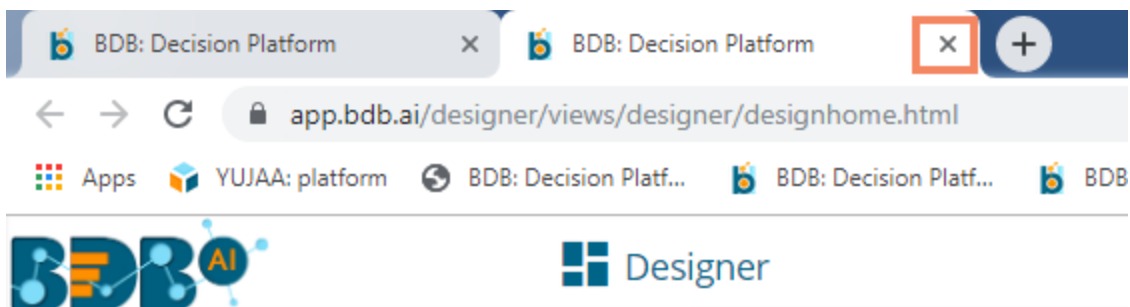 BDB: Decision Platform BDB: Decision Platform
app.bdb.ai/designer/views/designer/designhome.html
Apps YUJAA: platform BDB: Decision Platf... BDB: Decision Platf... BDB
BDB AI Designer